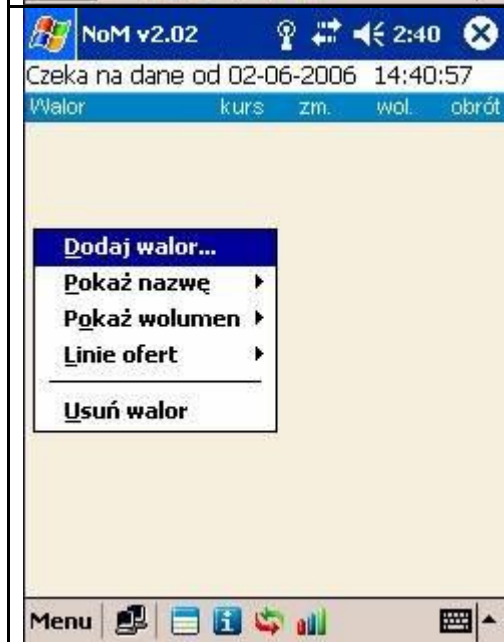 NoM v2.02 2:40
Czeka na dane od 02-06-2006 14:40:57
Walor kurs zm. wol. obrót
Dodaj walor...
Pokaż nazwę
Pokaż wolumen
Linie ofert
Usuń walor
Menu